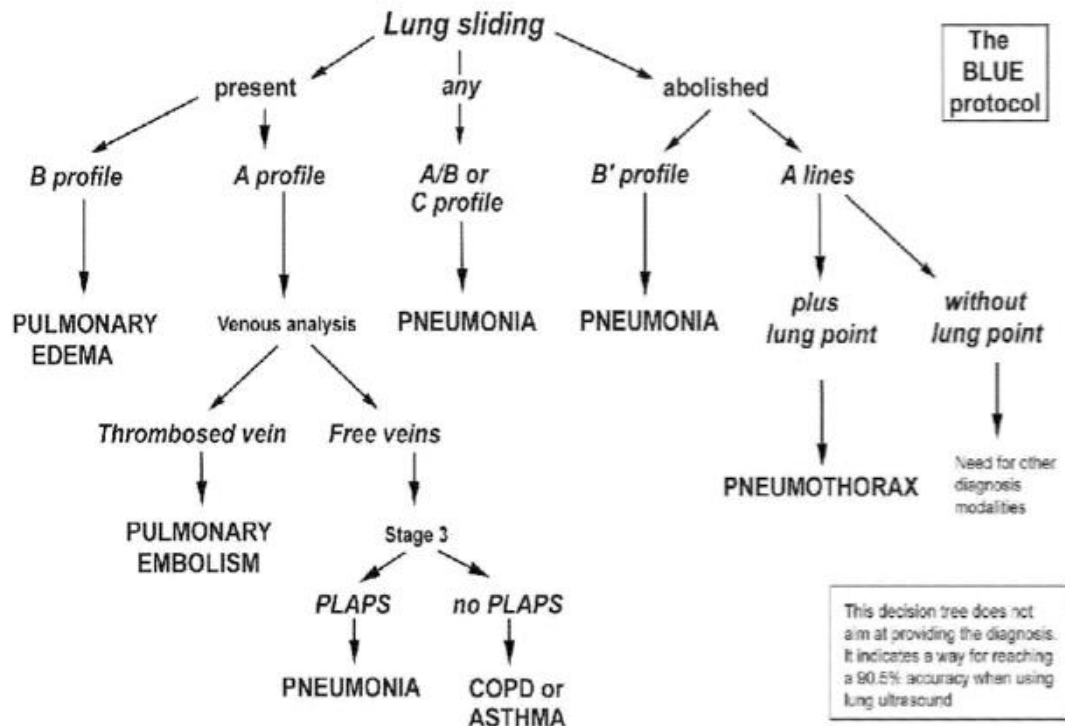 Lung sliding
The
BLUE
protocol
present
any
abolished
B profile
A profile
A/B or
C profile
B' profile
A lines
PULMONARY
EDEMA
Venous analysis
PNEUMONIA
PNEUMONIA
plus
lung point
without
lung point
Thrombosed vein
Free veins
PULMONARY
EMBOLISM
Stage 3
PNEUMOTHORAX
Need for other
diagnosis
modalities
PLAPS
no PLAPS
PNEUMONIA
COPD or
ASTHMA
This decision tree does not
aim at providing the diagnosis.
It indicates a way for reaching
a 90.5% accuracy when using
lung ultrasound